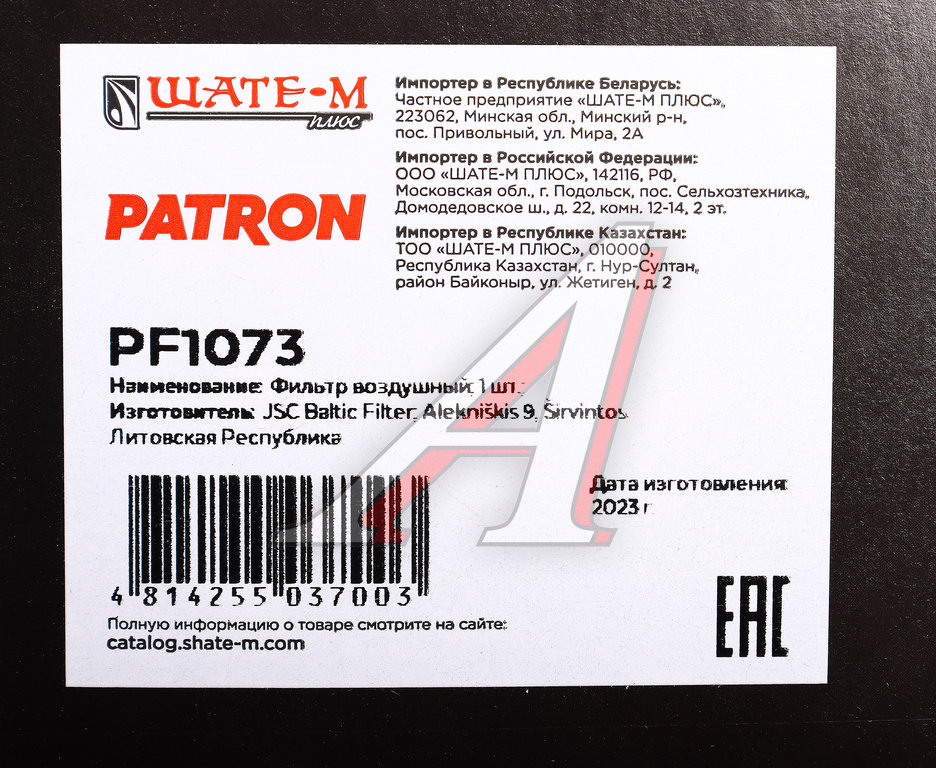 ШАТЕ-М
плюс
PATRON
Импортер в Республике Беларусь:
Частное предприятие «ШАТЕ-М ПЛЮС»,
223062, Минская обл., Минский р-н,
пос. Привольный, ул. Мира, 2А
Импортер в Российской Федерации:
ООО «ШАТЕ-М ПЛЮС», 142116, РФ,
Московская обл., г. Подольск, пос. Сельхозтехника,
Домодедовское ш., д. 22, комн. 12-14, 2 эт.
Импортер в Республике Казахстан:
ТОО «ШАТЕ-М ПЛЮС», 010000,
Республика Казахстан, г. Нур-Султан,
район Байконыр, ул. Жетиген, д. 2
PF1073
Наименование: Фильтр воздушный, 1 шт.
Изготовитель: JSC Baltic Filter, Alekniškis 9, Širvintos,
Литовская Республика
Дата изготовления:
2023 г.
4 814255 037003
Полную информацию о товаре смотрите на сайте:
catalog.shate-m.com
EAC